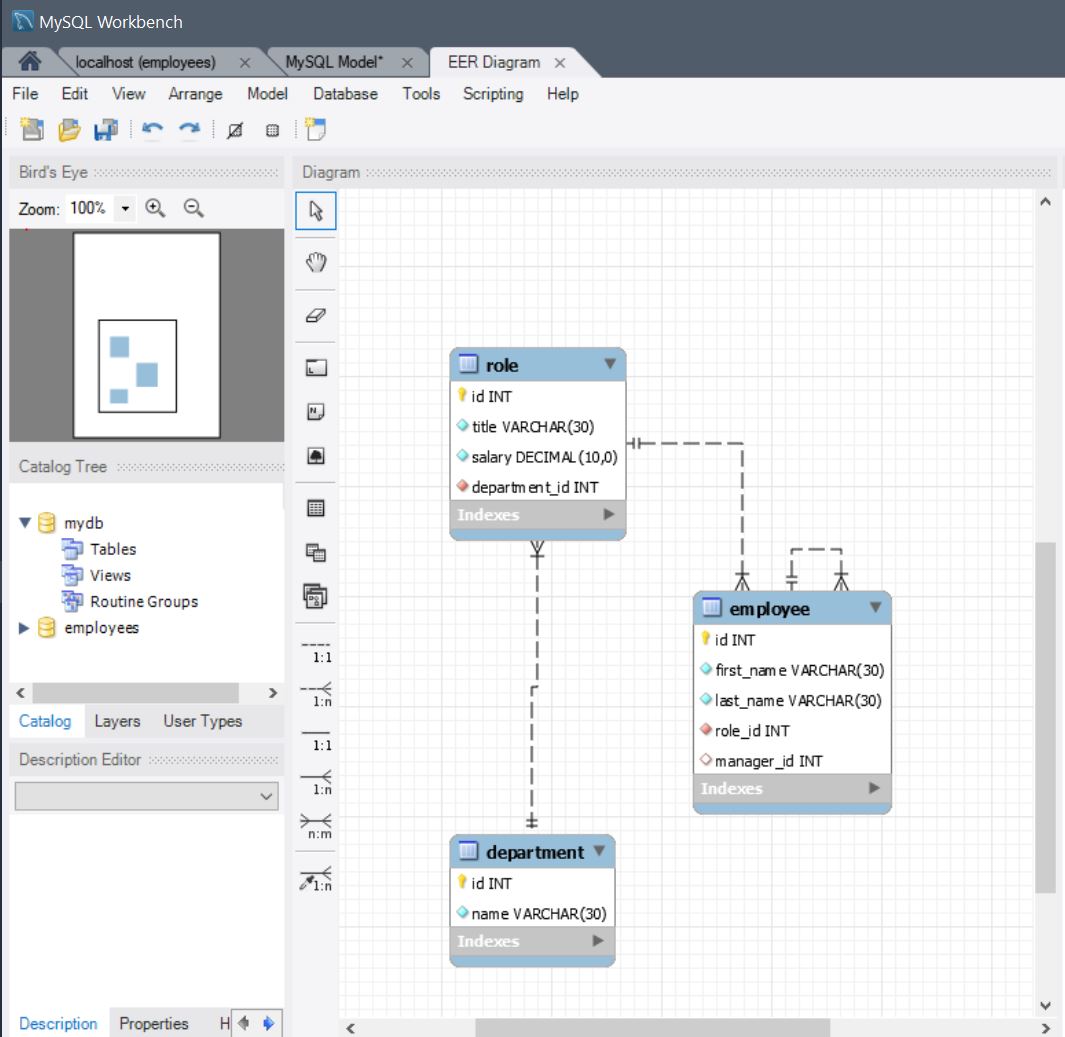 MySQL Workbench
localhost (employees)
MySQL Model*
EER Diagram
File Edit View Arrange Model Database Tools Scripting Help
Bird's Eye
Zoom: 100%
Catalog Tree
mydb
Tables
Views
Routine Groups
employees
Catalog Layers User Types
Description Editor
Description Properties H
Diagram
1:1
1:n
1:1
1:n
n:m
1:n
role
id INT
title VARCHAR(30)
salary DECIMAL(10,0)
department_id INT
Indexes
employee
id INT
first_name VARCHAR(30)
last_name VARCHAR(30)
role_id INT
manager_id INT
Indexes
department
id INT
name VARCHAR(30)
Indexes